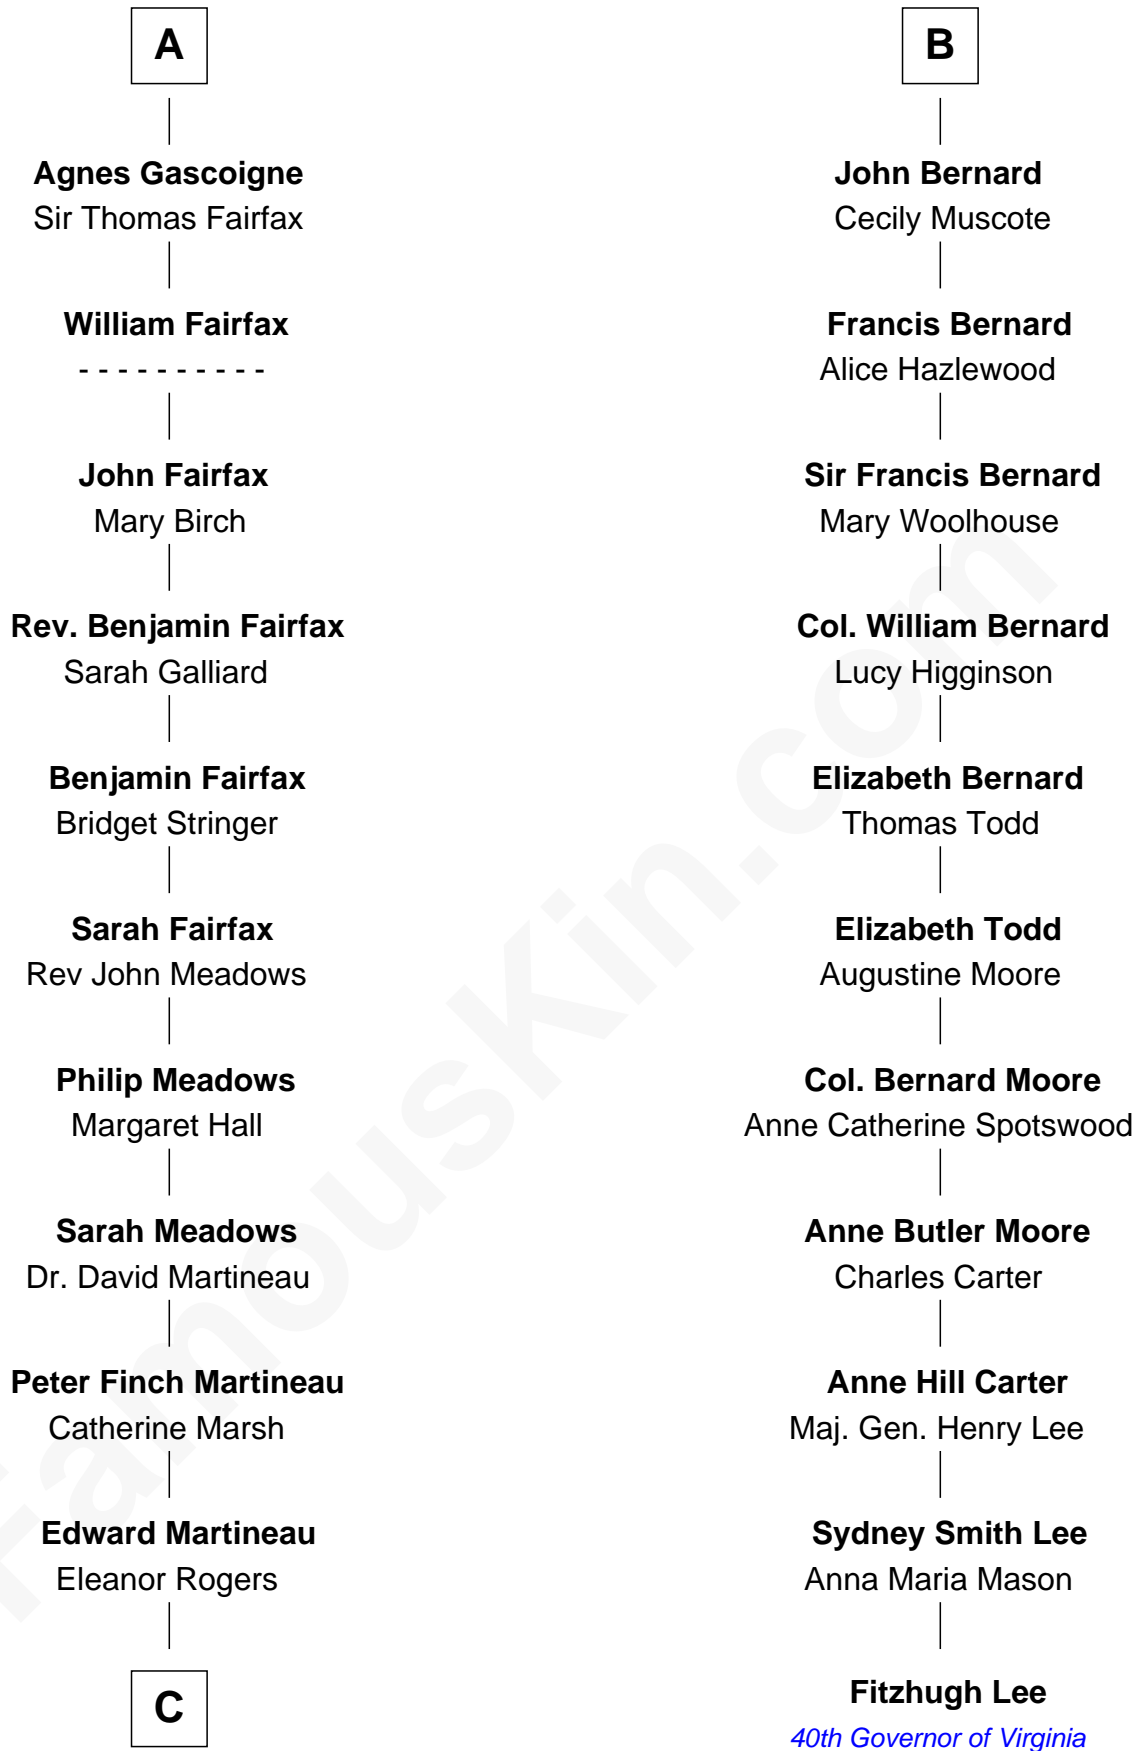 A
Agnes Gascoigne
Sir Thomas Fairfax
William Fairfax
- - - - - - - - - -
John Fairfax
Mary Birch
Rev. Benjamin Fairfax
Sarah Galliard
Benjamin Fairfax
Bridget Stringer
Sarah Fairfax
Rev John Meadows
Philip Meadows
Margaret Hall
Sarah Meadows
Dr. David Martineau
Peter Finch Martineau
Catherine Marsh
Edward Martineau
Eleanor Rogers
C
B
John Bernard
Cecily Muscote
Francis Bernard
Alice Hazlewood
Sir Francis Bernard
Mary Woolhouse
Col. William Bernard
Lucy Higginson
Elizabeth Bernard
Thomas Todd
Elizabeth Todd
Augustine Moore
Col. Bernard Moore
Anne Catherine Spotswood
Anne Butler Moore
Charles Carter
Anne Hill Carter
Maj. Gen. Henry Lee
Sydney Smith Lee
Anna Maria Mason
Fitzhugh Lee
40th Governor of Virginia
FamousKin.com